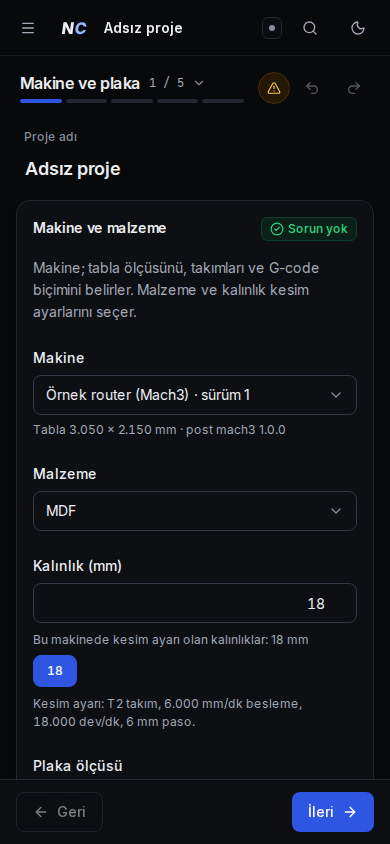 NC Adsız proje
Makine ve plaka 1 / 5
Proje adı
Adsız proje
Makine ve malzeme Sorun yok
Makine; tabla ölçüsünü, takımları ve G-code
biçimini belirler. Malzeme ve kalınlık kesim
ayarlarını seçer.
Makine
Örnek router (Mach3) · sürüm 1
Tabla 3.050 × 2.150 mm · post mach3 1.0.0
Malzeme
MDF
Kalınlık (mm)
18
Bu makinede kesim ayarı olan kalınlıklar: 18 mm
18
Kesim ayarı: T2 takım, 6.000 mm/dk besleme,
18.000 dev/dk, 6 mm paso.
Plaka ölçüsü
Geri İleri